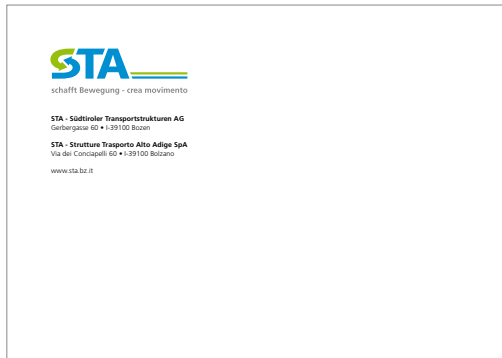 STA
schafft Bewegung - crea movimento
STA - Südtiroler Transportstrukturen AG
Gerbergasse 60 • I-39100 Bozen
STA - Strutture Trasporto Alto Adige SpA
Via dei Conciapelli 60 • I-39100 Bolzano
www.sta.bz.it